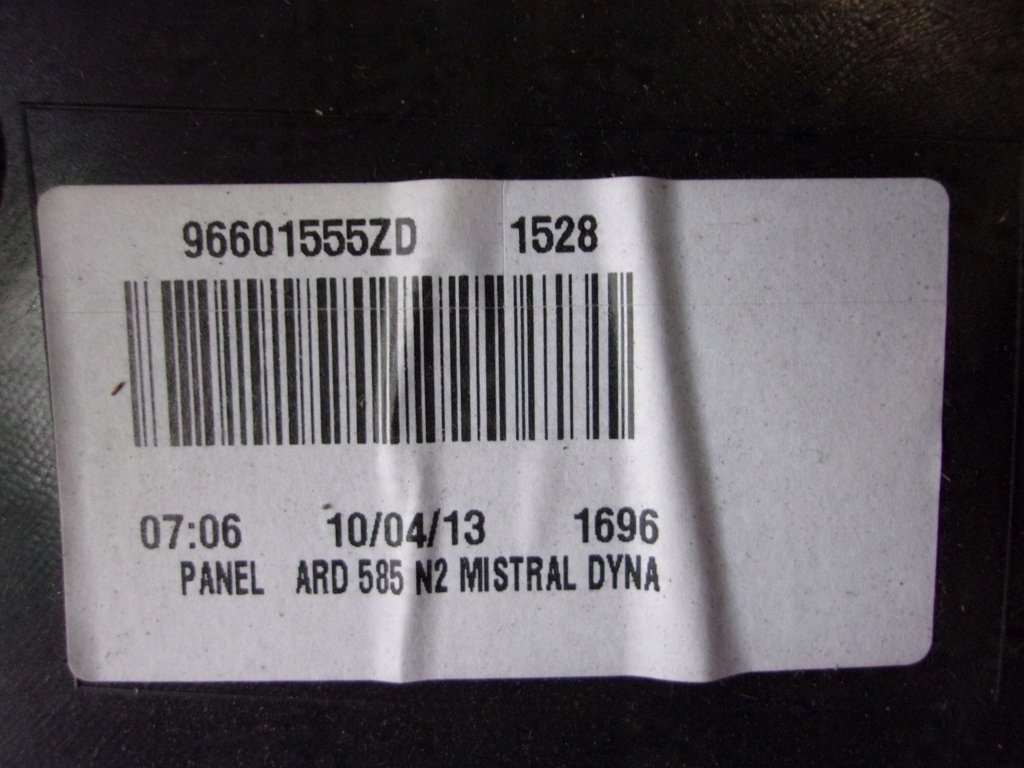 96601555ZD 1528
07:06 10/04/13 1696
PANEL ARD 585 N2 MISTRAL DYNA